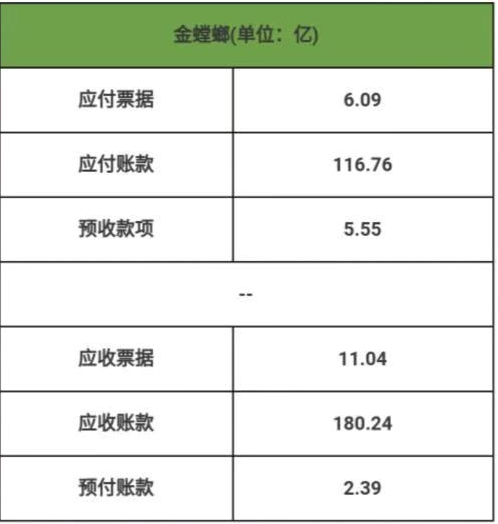 金螳螂(单位：亿)
应付票据 6.09
应付账款 116.76
预收款项 5.55
--
应收票据 11.04
应收账款 180.24
预付账款 2.39